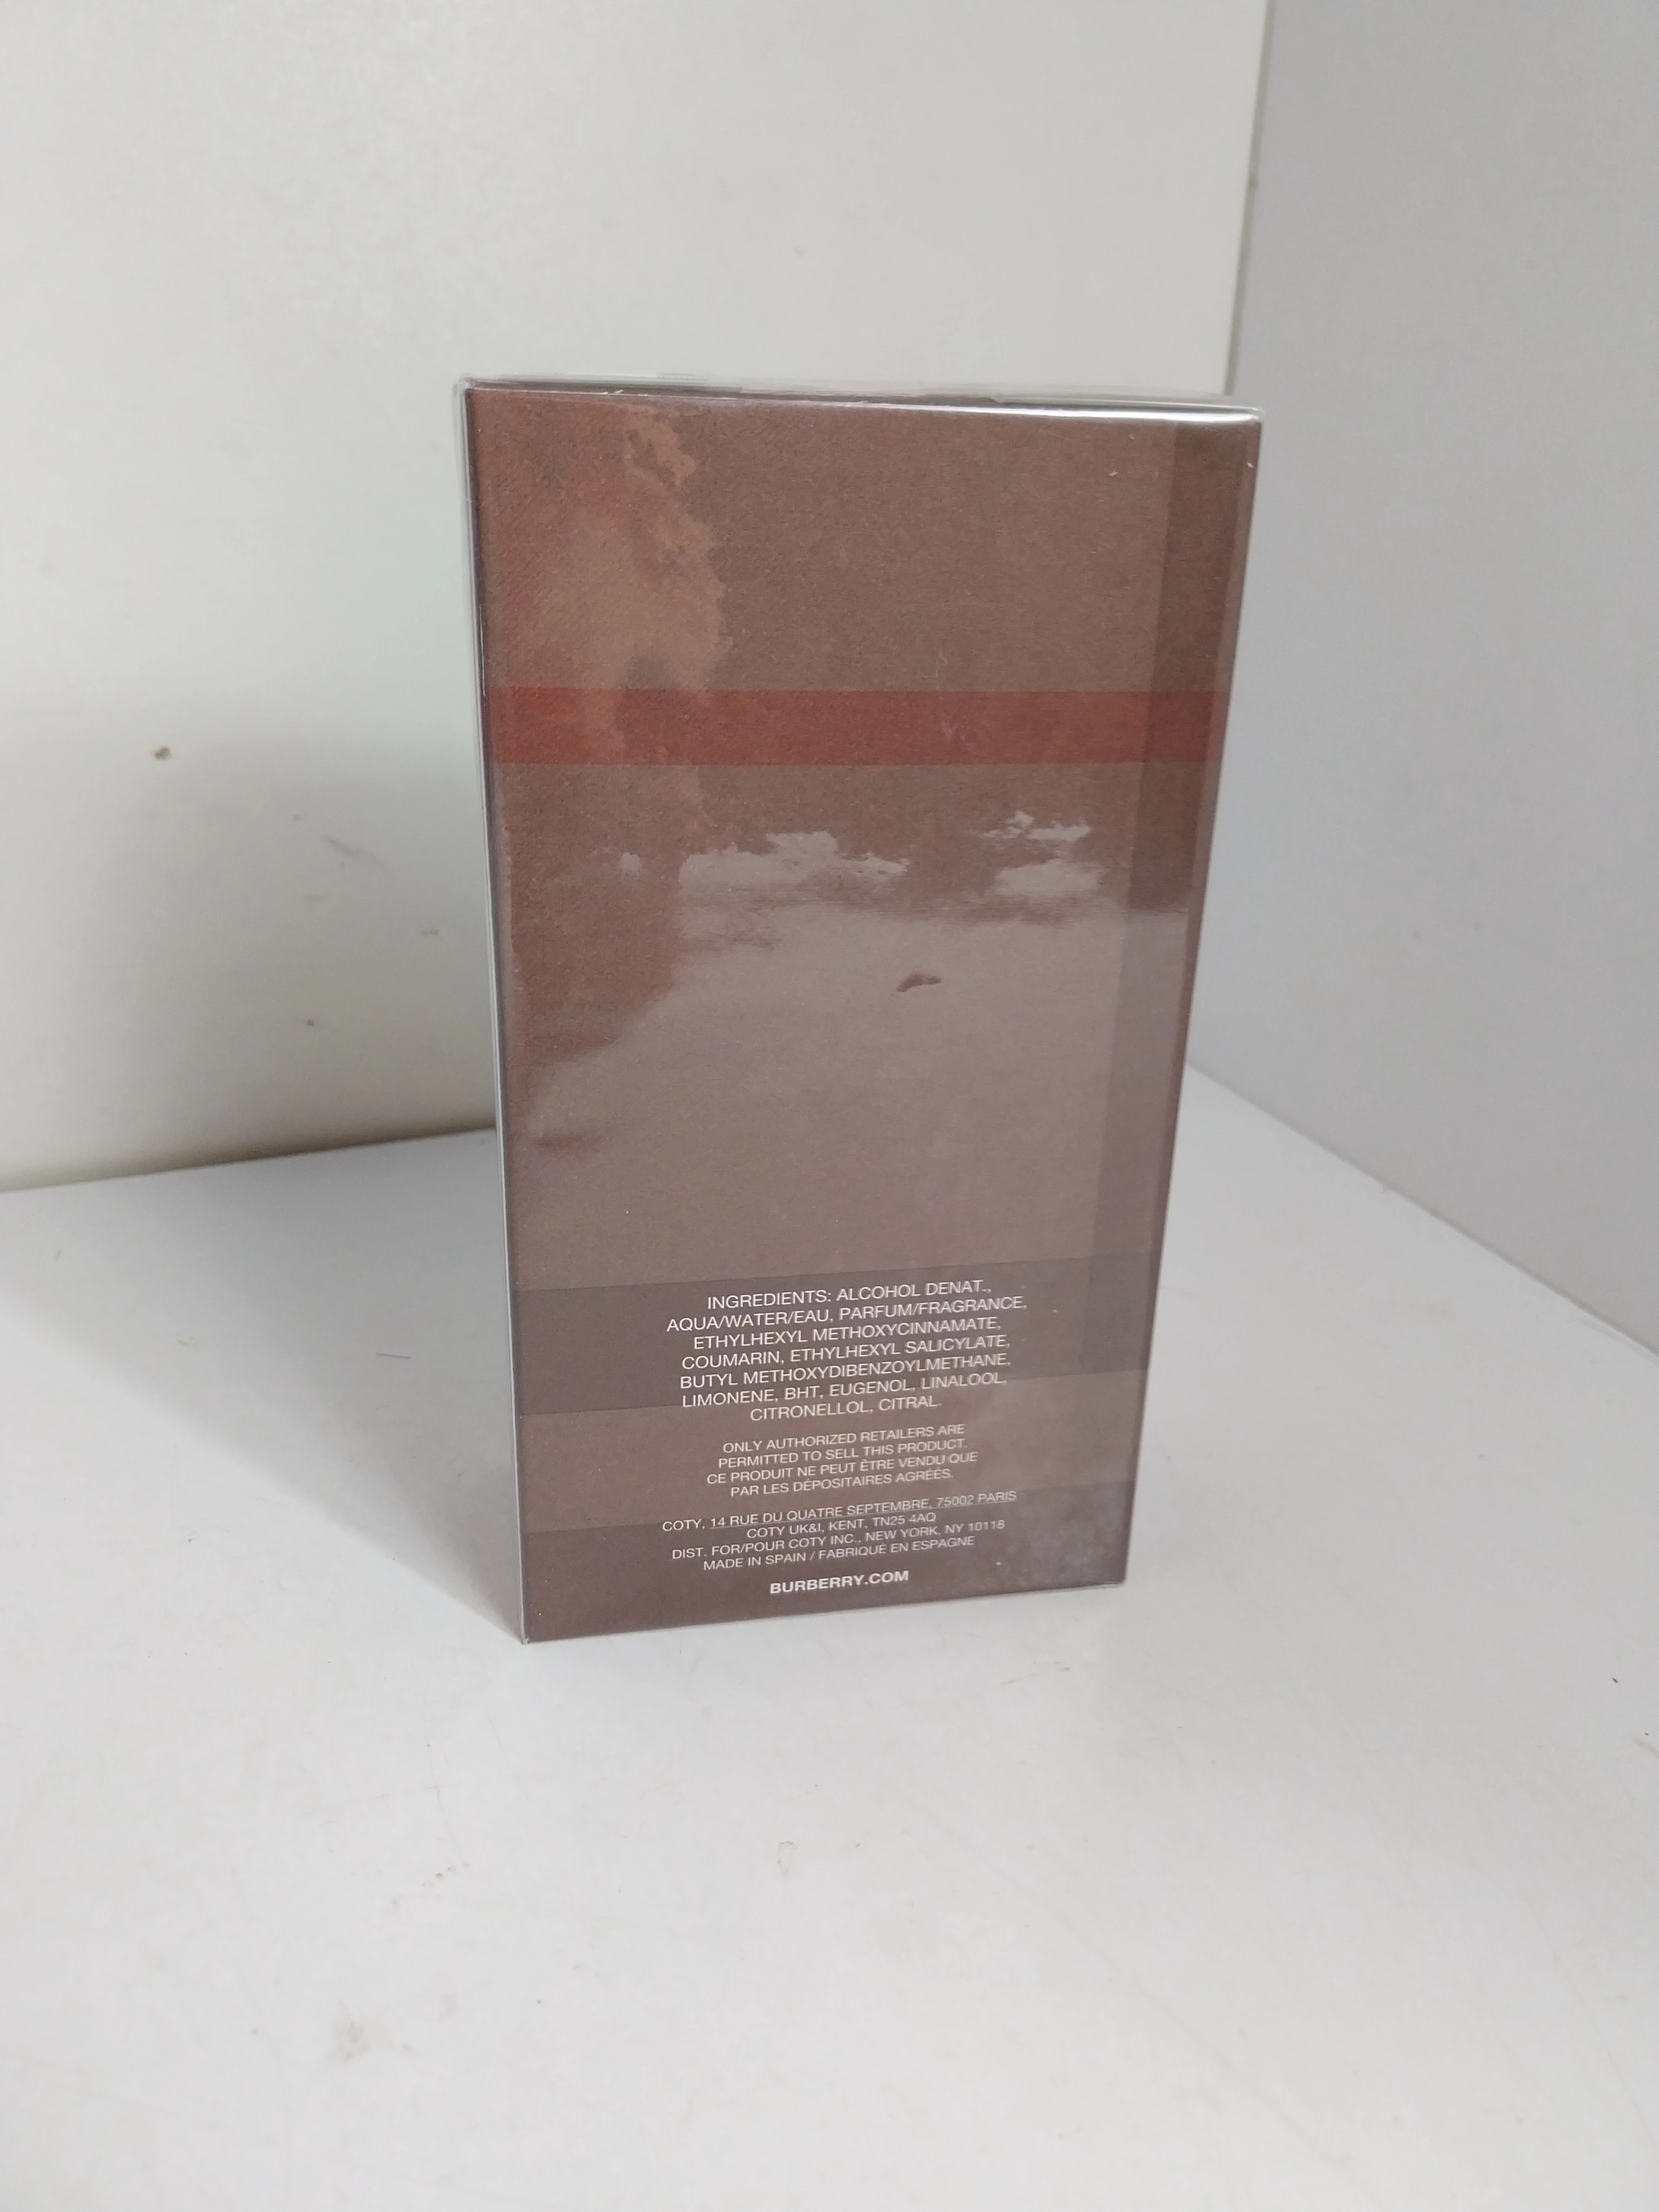 INGREDIENTS: ALCOHOL DENAT.,
AQUA/WATER/EAU, PARFUM/FRAGRANCE,
ETHYLHEXYL METHOXYCINNAMATE,
COUMARIN, ETHYLHEXYL SALICYLATE,
BUTYL METHOXYDIBENZOYLMETHANE,
LIMONENE, BHT, EUGENOL, LINALOOL,
CITRONELLOL, CITRAL.
ONLY AUTHORIZED RETAILERS ARE
PERMITTED TO SELL THIS PRODUCT.
CE PRODUIT NE PEUT ÊTRE VENDU QUE
PAR LES DÉPOSITAIRES AGRÉÉS.
COTY, 14 RUE DU QUATRE SEPTEMBRE, 75002 PARIS
COTY UK&I, KENT, TN25 4AQ
DIST. FOR/POUR COTY INC., NEW YORK, NY 10118
MADE IN SPAIN / FABRIQUÉ EN ESPAGNE
BURBERRY.COM